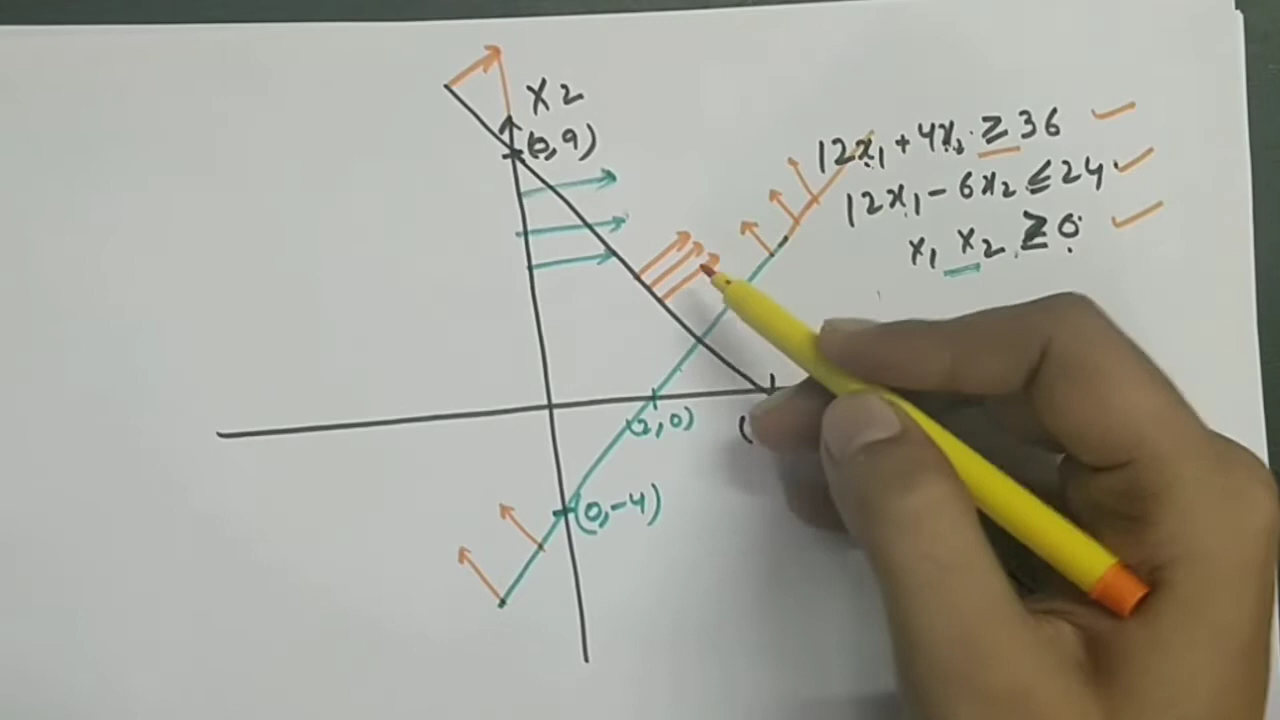 X2
(0,9)
12x₁ + 4x₂ ≥ 36
12x₁ - 6x₂ ≤ 24
x₁ x₂ ≥ 0
(2,0)
(
(0,-4)